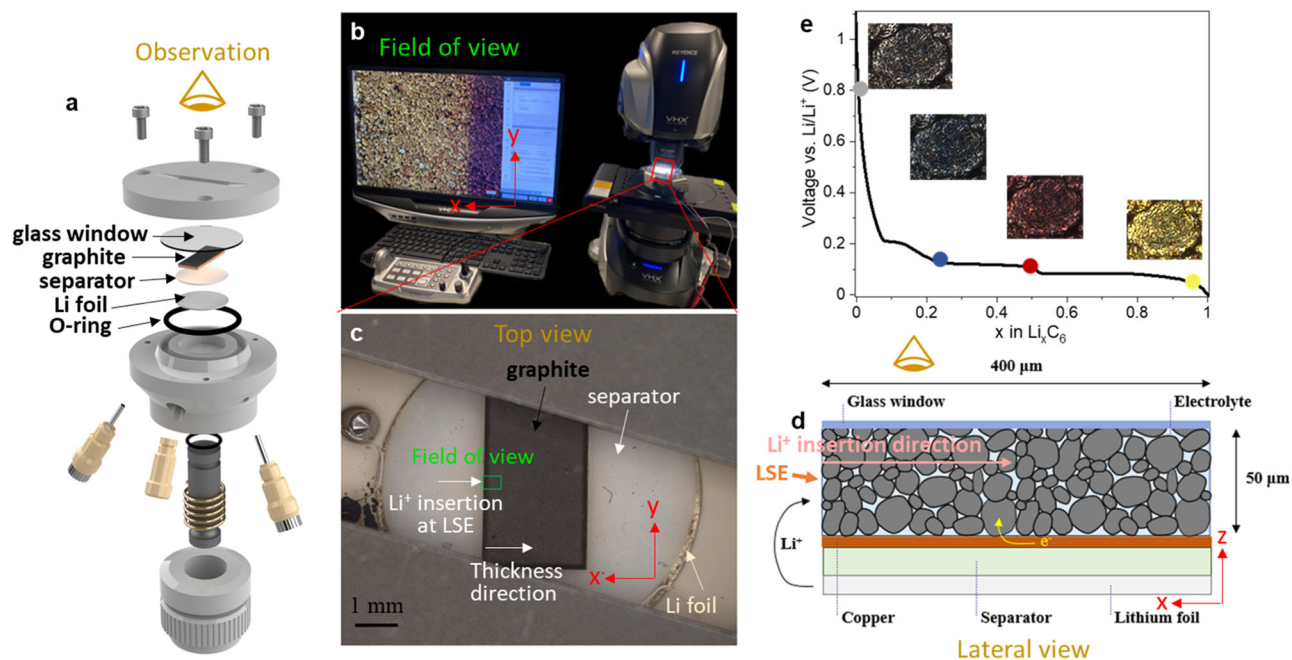 a
Observation
glass window
graphite
separator
Li foil
O-ring
b
Field of view
KEYENCE
VHX
y
x
VHX
c
Top view
graphite
separator
Field of view
Li⁺ insertion
at LSE
Thickness
direction
y
x
Li foil
1 mm
e
Voltage vs. Li/Li⁺ (V)
1
0.8
0.6
0.4
0.2
0
0
0.2
0.4
0.6
0.8
1
x in LiₓC₆
400 μm
Glass window
Electrolyte
d
Li⁺ insertion direction
LSE
50 μm
Li⁺
e⁻
z
x
Copper
Separator
Lithium foil
Lateral view